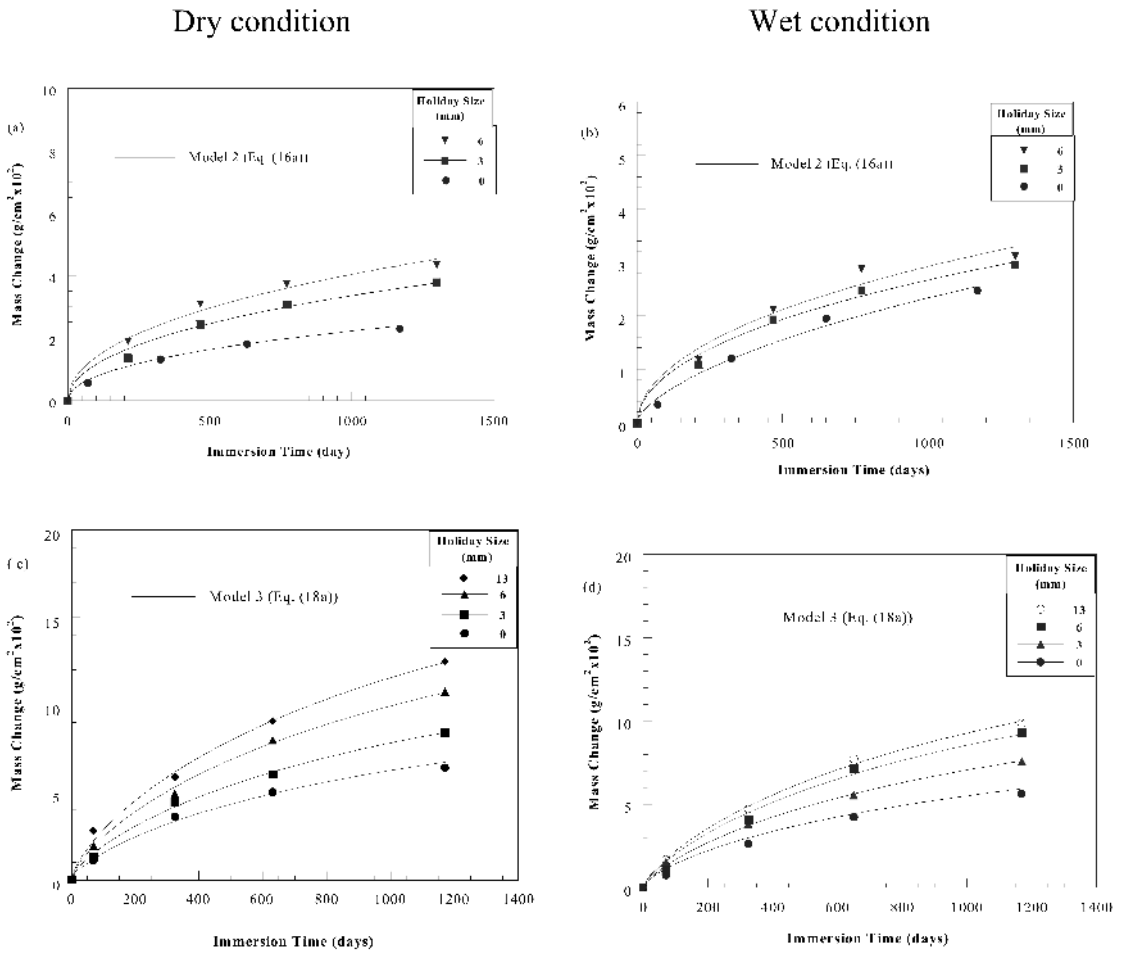 Dry condition
Wet condition
(a)
Mass Change (g/cm²x10²)
10
8
6
4
2
0
0
500
1000
1500
Immersion Time (day)
Model 2 (Eq. (16a))
Holiday Size
(mm)
6
3
0
(b)
Mass Change (g/cm²x10²)
6
5
4
3
2
1
0
0
500
1000
1500
Immersion Time (days)
Model 2 (Eq. (16a))
Holiday Size
(mm)
6
3
0
(c)
Mass Change (g/cm²x10²)
20
15
10
5
0
0
200
400
600
800
1000
1200
1400
Immersion Time (days)
Model 3 (Eq. (18a))
Holiday Size
(mm)
13
6
3
0
(d)
Mass Change (g/cm²x10²)
20
15
10
5
0
0
200
400
600
800
1000
1200
1400
Immersion Time (days)
Model 3 (Eq. (18a))
Holiday Size
(mm)
13
6
3
0